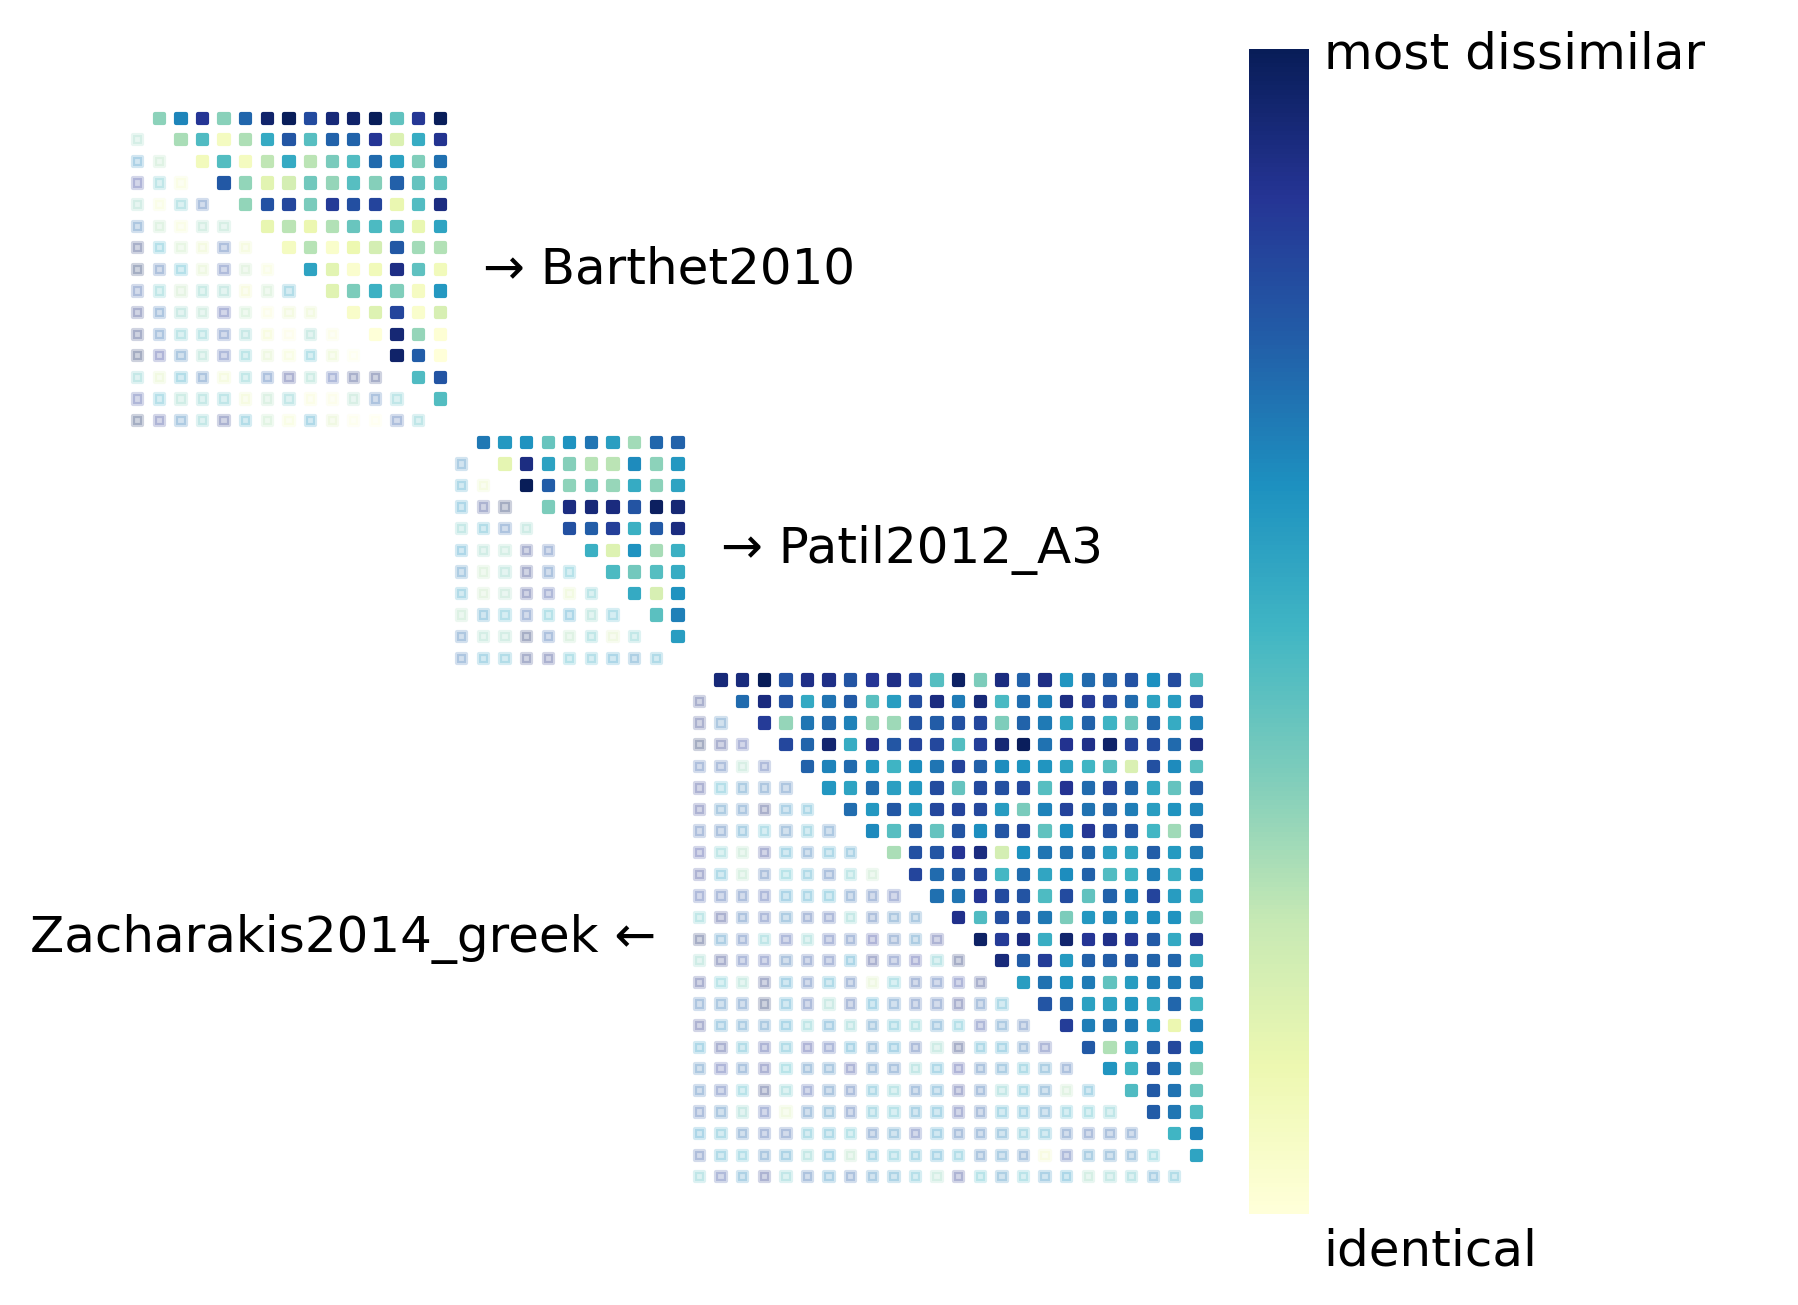 most dissimilar
→ Barthet2010
→ Patil2012_A3
Zacharakis2014_greek ←
identical